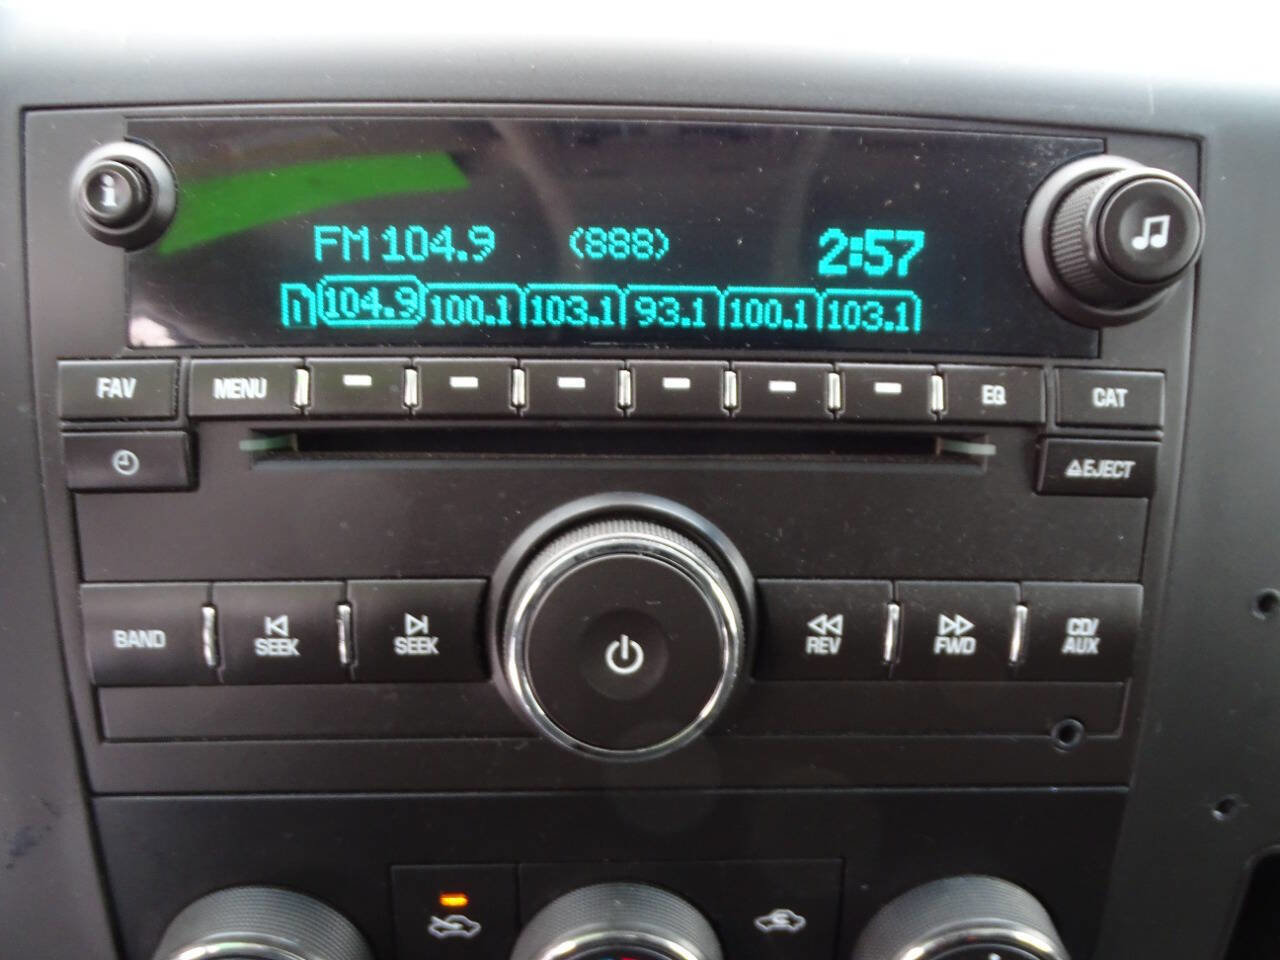 i
FM 104.9 (888) 2:57
1 104.9 100.1 103.1 93.1 100.1 103.1
FAV MENU EQ CAT
EJECT
BAND SEEK SEEK REV FWD CD/
AUX